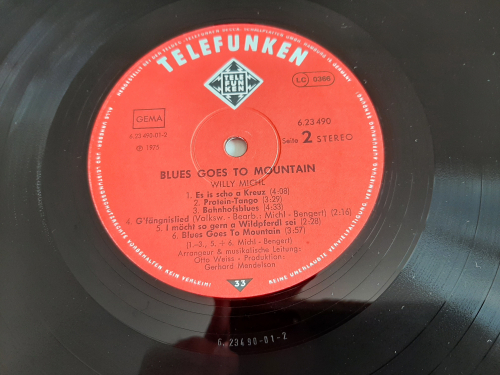 TELEFUNKEN
TELE
FUN
KEN
LC 0366
GEMA
6.23 490-01-2
Ⓟ 1975
6.23 490
Seite 2 STEREO
BLUES GOES TO MOUNTAIN
WILLY MICHL
1. Es is scho a Kreuz (4:08)
2. Protein-Tango (3:29)
3. Bahnhofsblues (4:33)
4. G'fängnislied (Volksw. - Bearb.: Michl - Bengert) (2:16)
5. I mächt so gern a Wildpferdl sei (2:28)
6. Blues Goes To Mountain (3:57)
(1.-3., 5. + 6. Michl - Bengert)
Arrangeur & musikalische Leitung:
Otto Weiss - Produktion:
Gerhard Mendelson
33
6. 23490-01-2